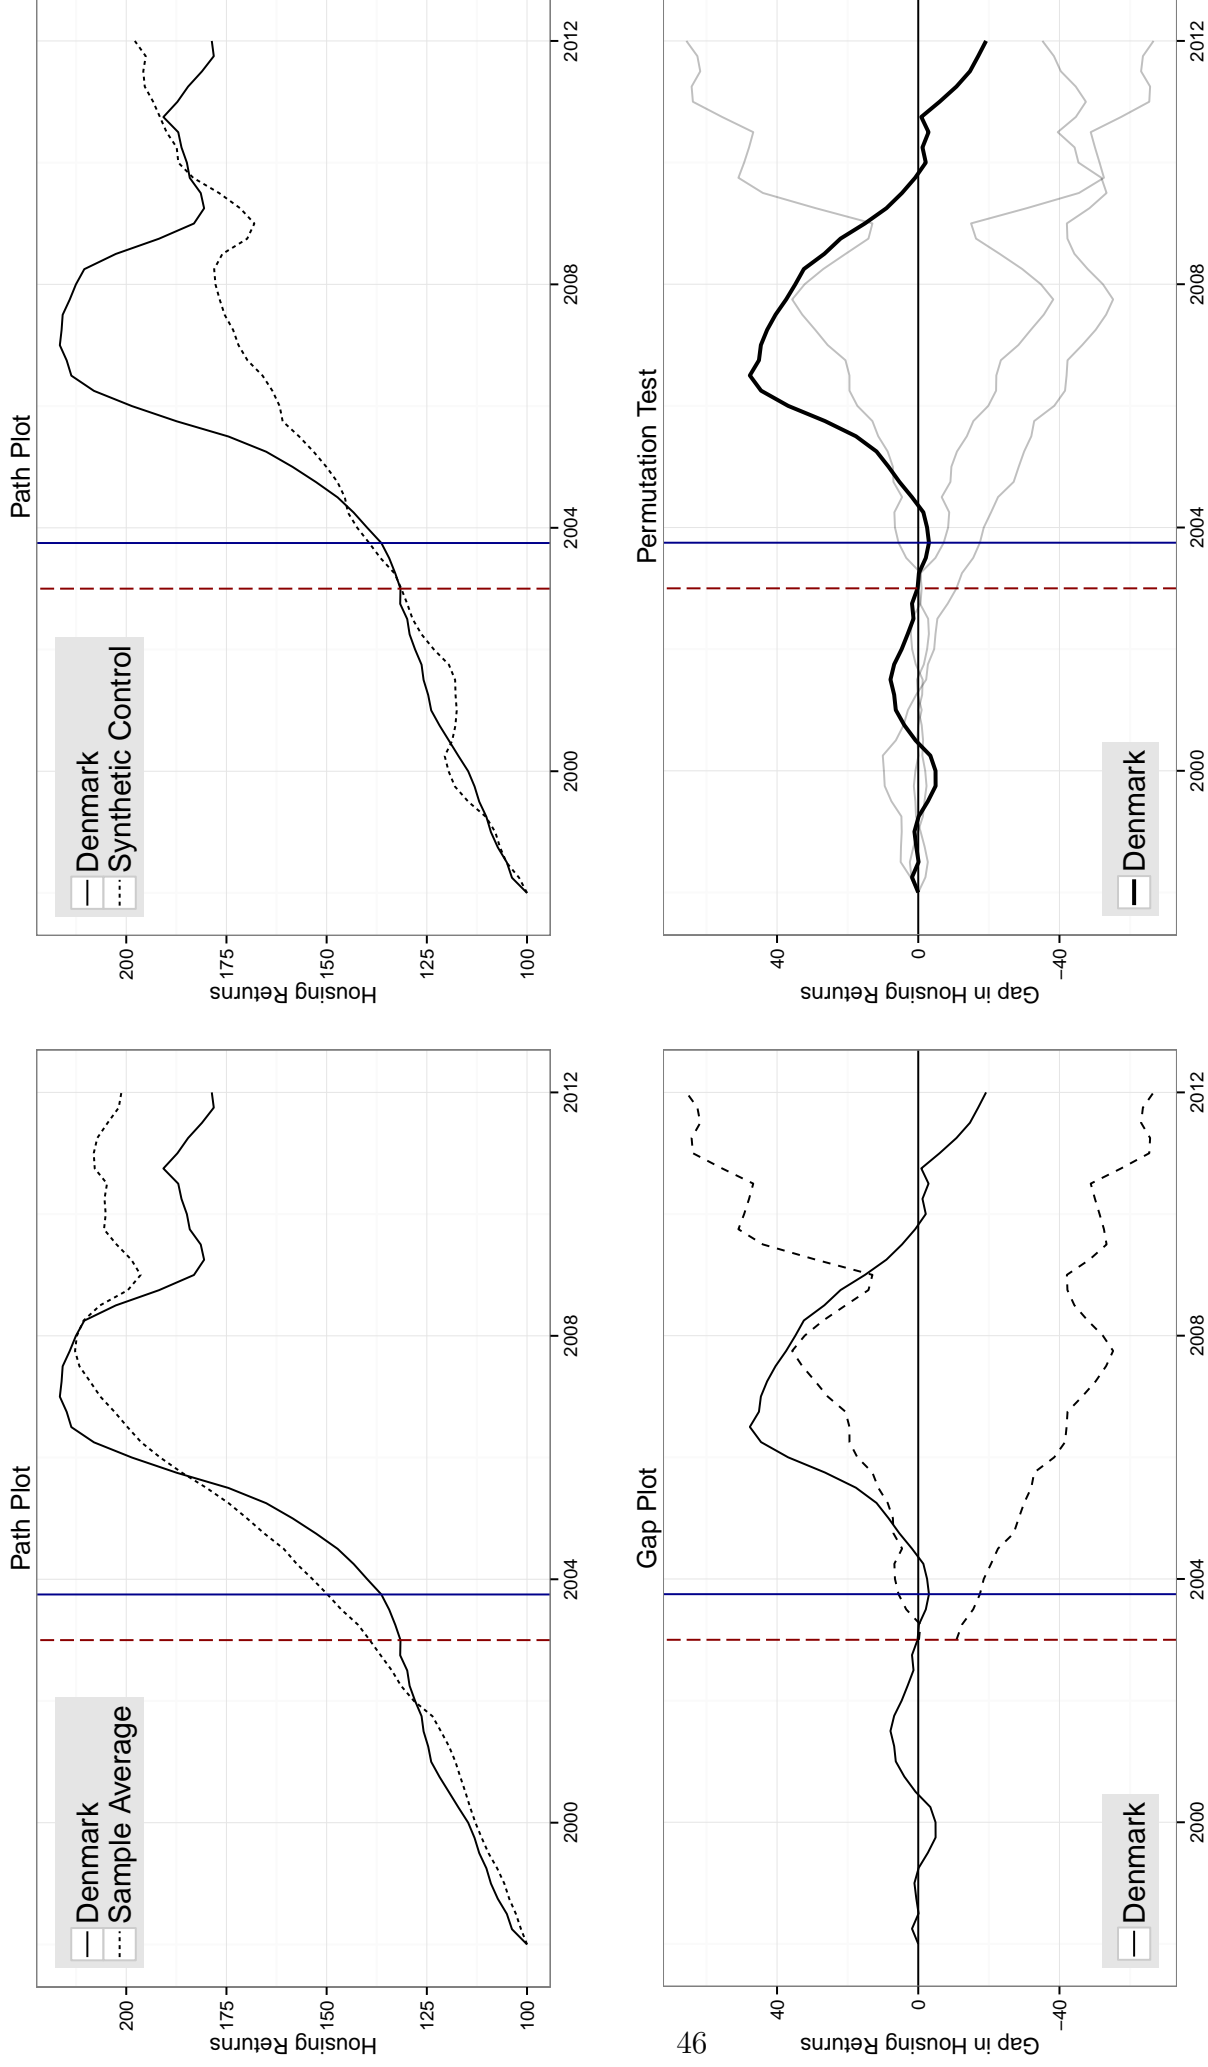 Path Plot
Denmark
Sample Average
Housing Returns
200
175
150
125
100
2000
2004
2008
2012
Path Plot
Denmark
Synthetic Control
Housing Returns
200
175
150
125
100
2000
2004
2008
2012
Gap Plot
Denmark
Gap in Housing Returns
40
0
−40
2000
2004
2008
2012
Permutation Test
Denmark
Gap in Housing Returns
40
0
−40
2000
2004
2008
2012
46